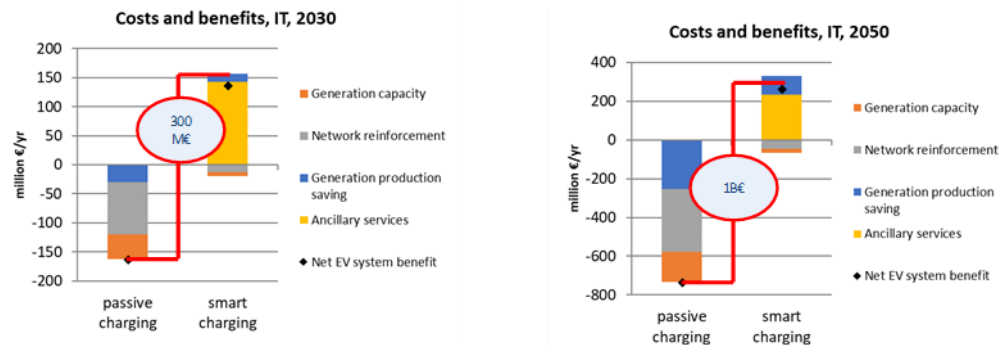 Costs and benefits, IT, 2030
million €/yr
200
150
100
50
0
-50
-100
-150
-200
300
M€
passive
charging
smart
charging
Generation capacity
Network reinforcement
Generation production
saving
Ancillary services
Net EV system benefit
Costs and benefits, IT, 2050
million €/yr
400
200
0
-200
-400
-600
-800
1B€
passive
charging
smart
charging
Generation capacity
Network reinforcement
Generation production
saving
Ancillary services
Net EV system benefit